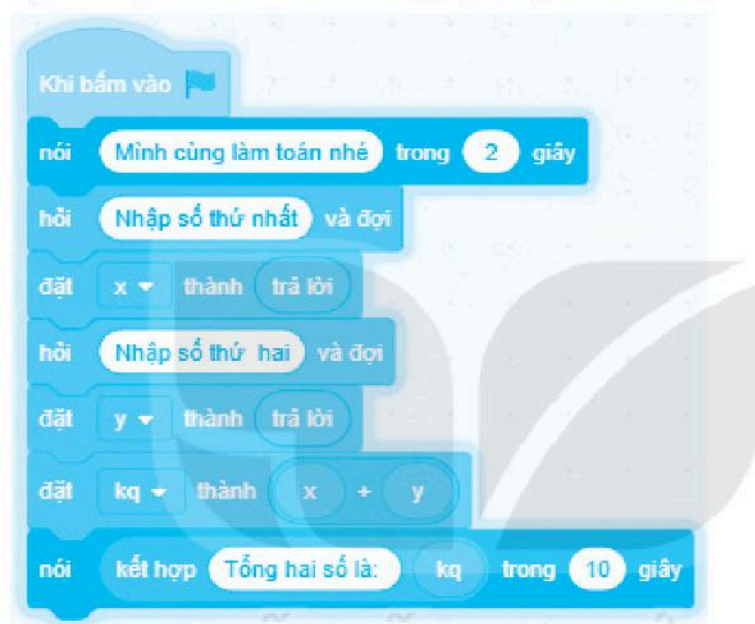 Khi bấm vào
nói Mình cùng làm toán nhé trong 2 giây
hỏi Nhập số thứ nhất và đợi
đặt x thành trả lời
hỏi Nhập số thứ hai và đợi
đặt y thành trả lời
đặt kq thành x + y
nói kết hợp Tổng hai số là: kq trong 10 giây